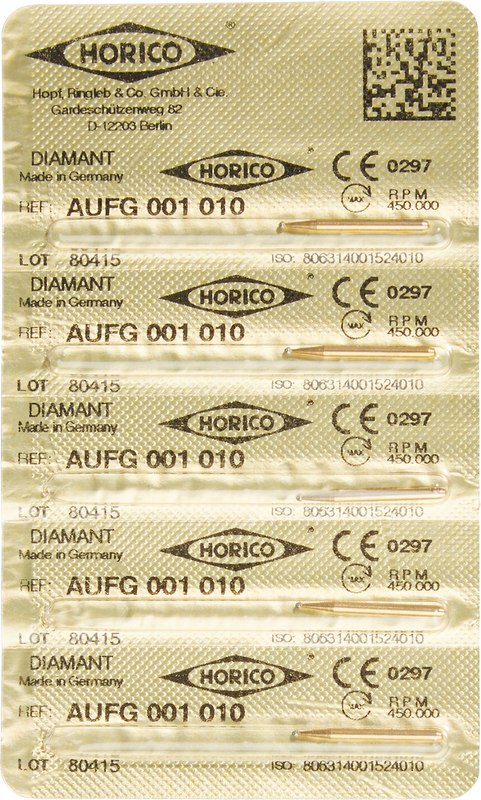 HORICO®
Hopf, Ringleb & Co. GmbH & Cie.
Gardeschützenweg 82
D-12203 Berlin
DIAMANT HORICO® CE 0297
Made in Germany
REF: AUFG 001 010 MAX RPM 450.000
LOT 80415 ISO: 806314001524010
DIAMANT HORICO® CE 0297
Made in Germany
REF: AUFG 001 010 MAX RPM 450.000
LOT 80415 ISO: 806314001524010
DIAMANT HORICO® CE 0297
Made in Germany
REF: AUFG 001 010 MAX RPM 450.000
LOT 80415 ISO: 806314001524010
DIAMANT HORICO® CE 0297
Made in Germany
REF: AUFG 001 010 MAX RPM 450.000
LOT 80415 ISO: 806314001524010
DIAMANT HORICO® CE 0297
Made in Germany
REF: AUFG 001 010 MAX RPM 450.000
LOT 80415 ISO: 806314001524010